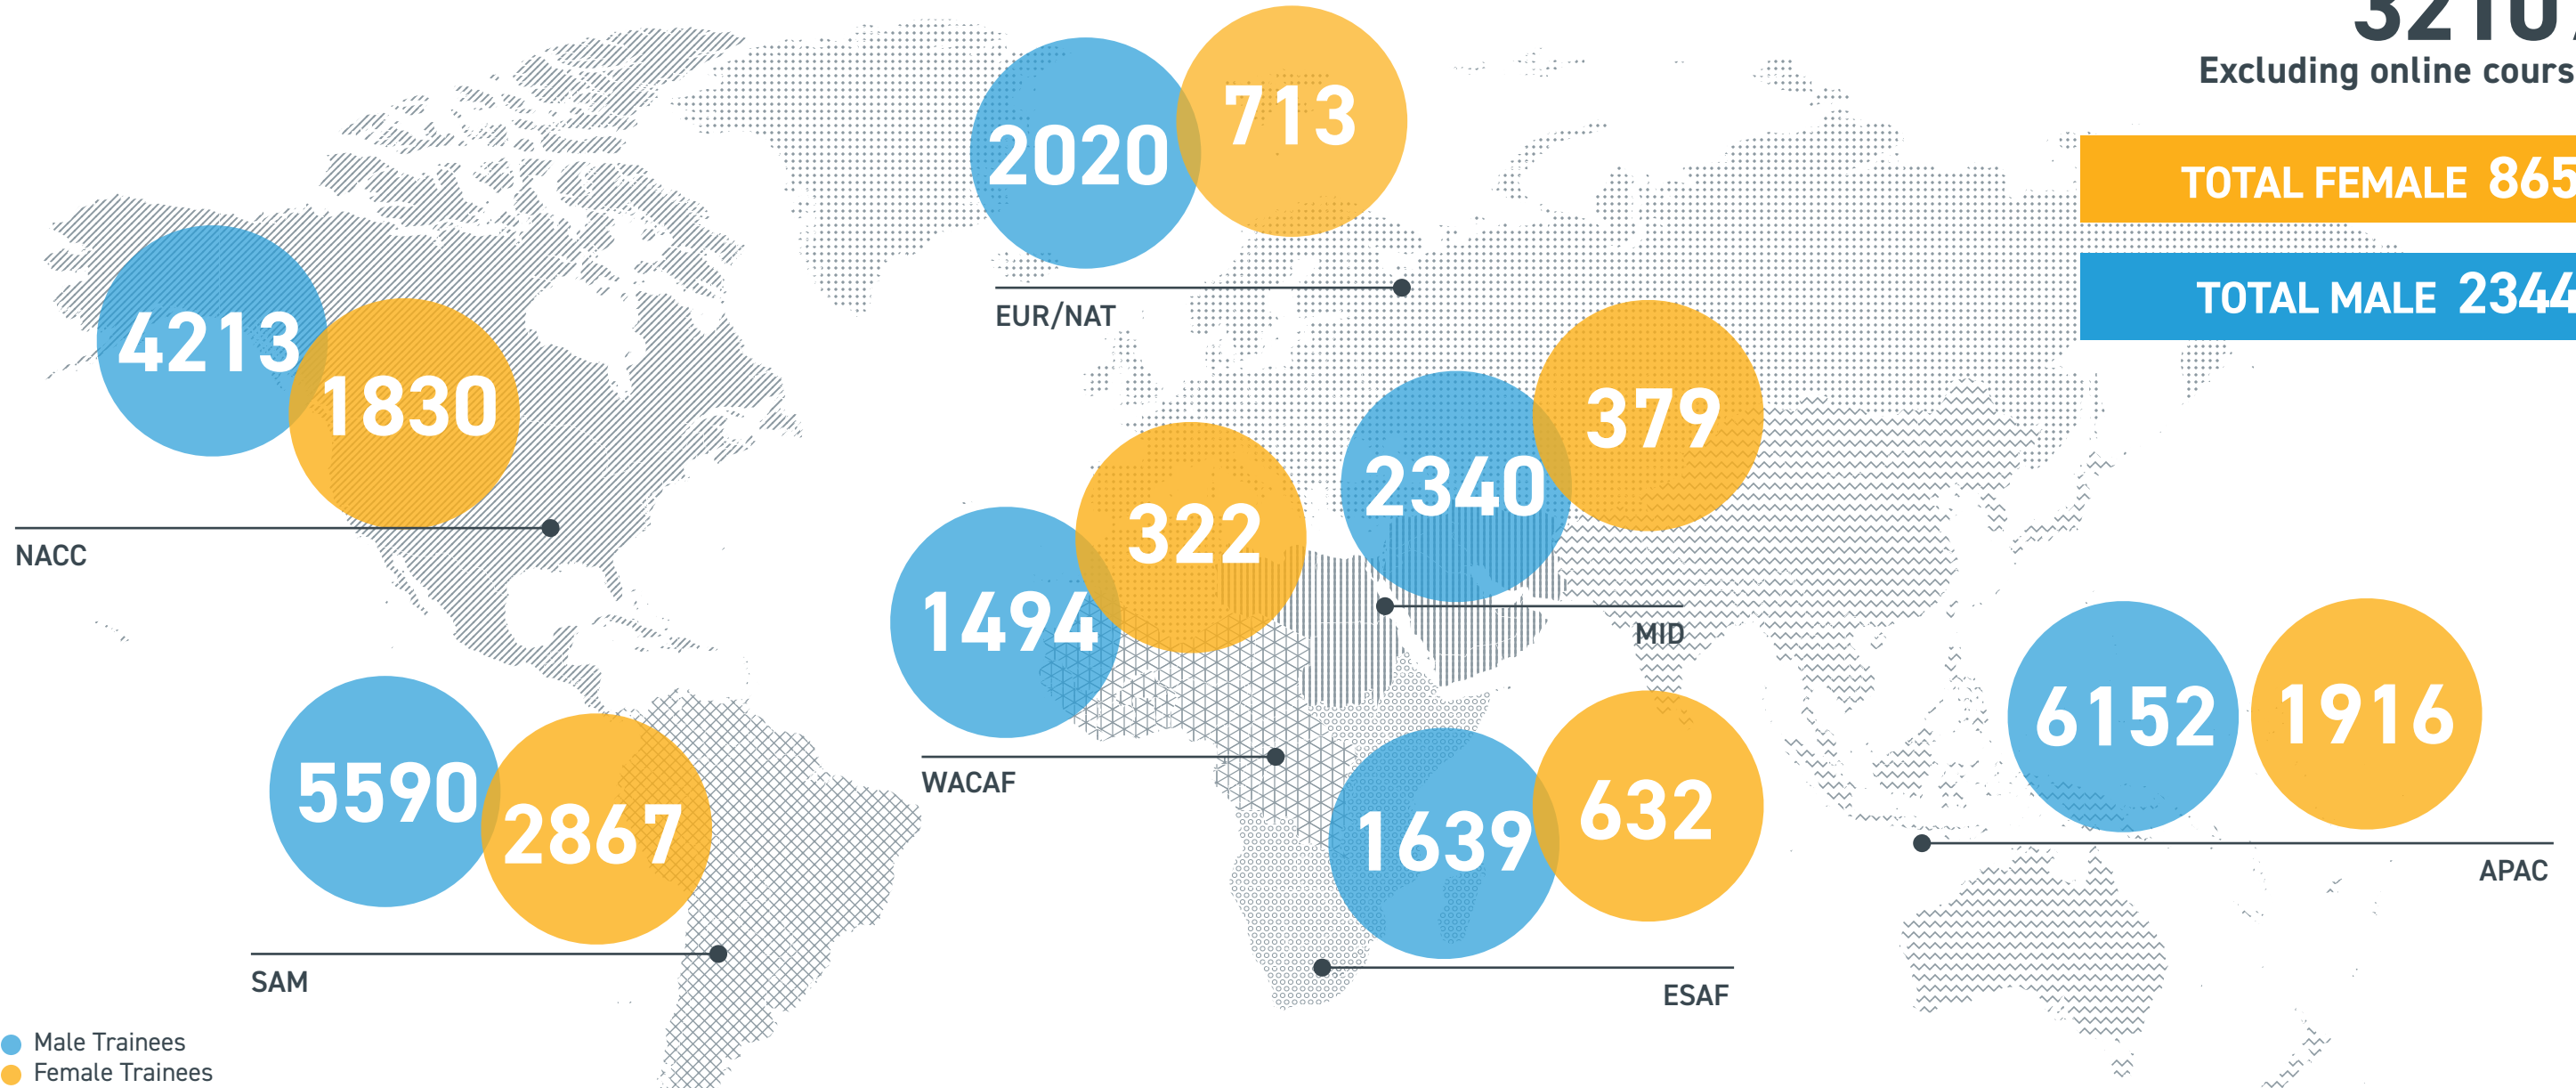 3210
Excluding online cours
TOTAL FEMALE 865
TOTAL MALE 2344
2020
713
EUR/NAT
4213
1830
NACC
2340
379
MID
1494
322
WACAF
6152
1916
APAC
5590
2867
SAM
1639
632
ESAF
Male Trainees
Female Trainees